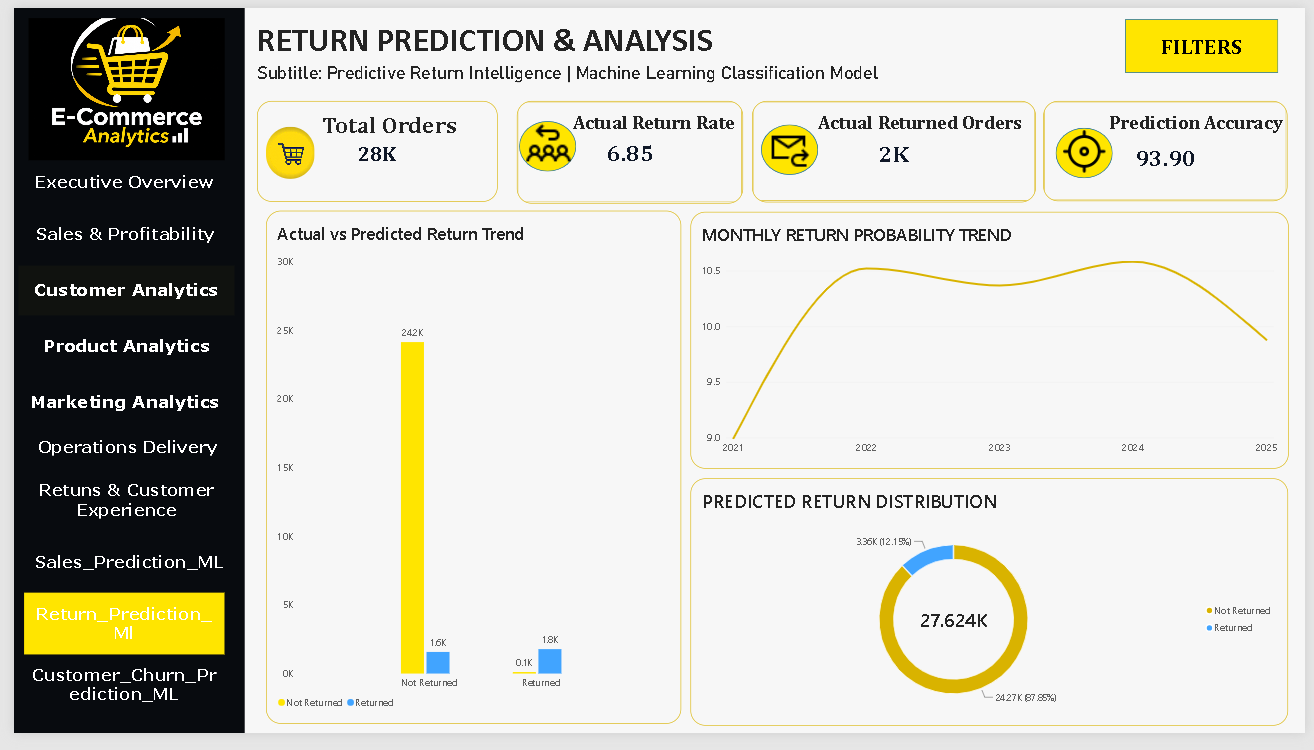 E-Commerce
Analytics
Executive Overview
Sales & Profitability
Customer Analytics
Product Analytics
Marketing Analytics
Operations Delivery
Retuns & Customer
Experience
Sales_Prediction_ML
Return_Prediction_
Ml
Customer_Churn_Pr
ediction_ML
RETURN PREDICTION & ANALYSIS
Subtitle: Predictive Return Intelligence | Machine Learning Classification Model
FILTERS
Total Orders
28K
Actual Return Rate
6.85
Actual Returned Orders
2K
Prediction Accuracy
93.90
Actual vs Predicted Return Trend
30K
25K
20K
15K
10K
5K
0K
24.2K
1.6K
0.1K
1.8K
Not Returned
Returned
Not Returned
Returned
MONTHLY RETURN PROBABILITY TREND
10.5
10.0
9.5
9.0
2021
2022
2023
2024
2025
PREDICTED RETURN DISTRIBUTION
3.36K (12.15%)
27.624K
24.27K (87.85%)
Not Returned
Returned